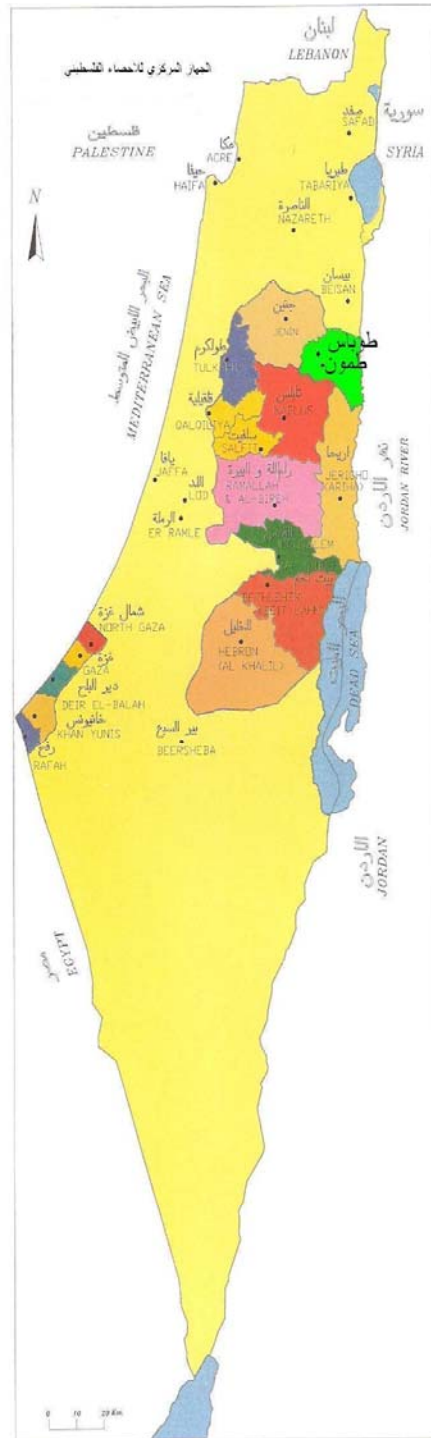 الجهاز المركزي للأحصاء الفلسطيني
لبنان
LEBANON
سورية
SYRIA
فلسطين
PALESTINE
صفد
SAFAD
عكا
ACRE
حيفا
HAIFA
طبريا
TABARIYA
الناصرة
NAZARETH
N
بيسان
BEISAN
البحر الابيض المتوسط
MEDITERRANEAN SEA
جنين
JENIN
طوباس
طمون
طولكرم
TULKARM
نابلس
NABLUS
قلقيلية
QALQILIYA
سلفيت
SALFIT
اريحا
JERICHO
(ARIHA)
نهر الاردن
JORDAN RIVER
يافا
JAFFA
اللد
LOD
رام الله و البيرة
RAMALLAH
& AL-BIREH
الرملة
ER RAMLE
بيت لحم
البحر الميت
DEAD SEA
شمال غزة
NORTH GAZA
غزة
GAZA
الخليل
HEBRON
(AL KHALIL)
دير البلح
DEIR EL-BALAH
خانيونس
KHAN YUNIS
رفح
RAFAH
بير السبع
BEERSHEBA
الاردن
JORDAN
مصر
EGYPT
0 10 20 Km.